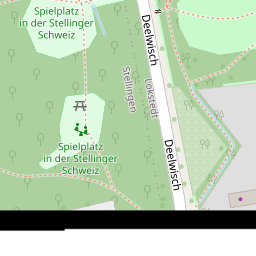 Spielplatz
in der Stellinger
Schweiz
Deelwisch
Stellingen
Lokstedt
Spielplatz
in der Stellinger
Schweiz
Deelwisch